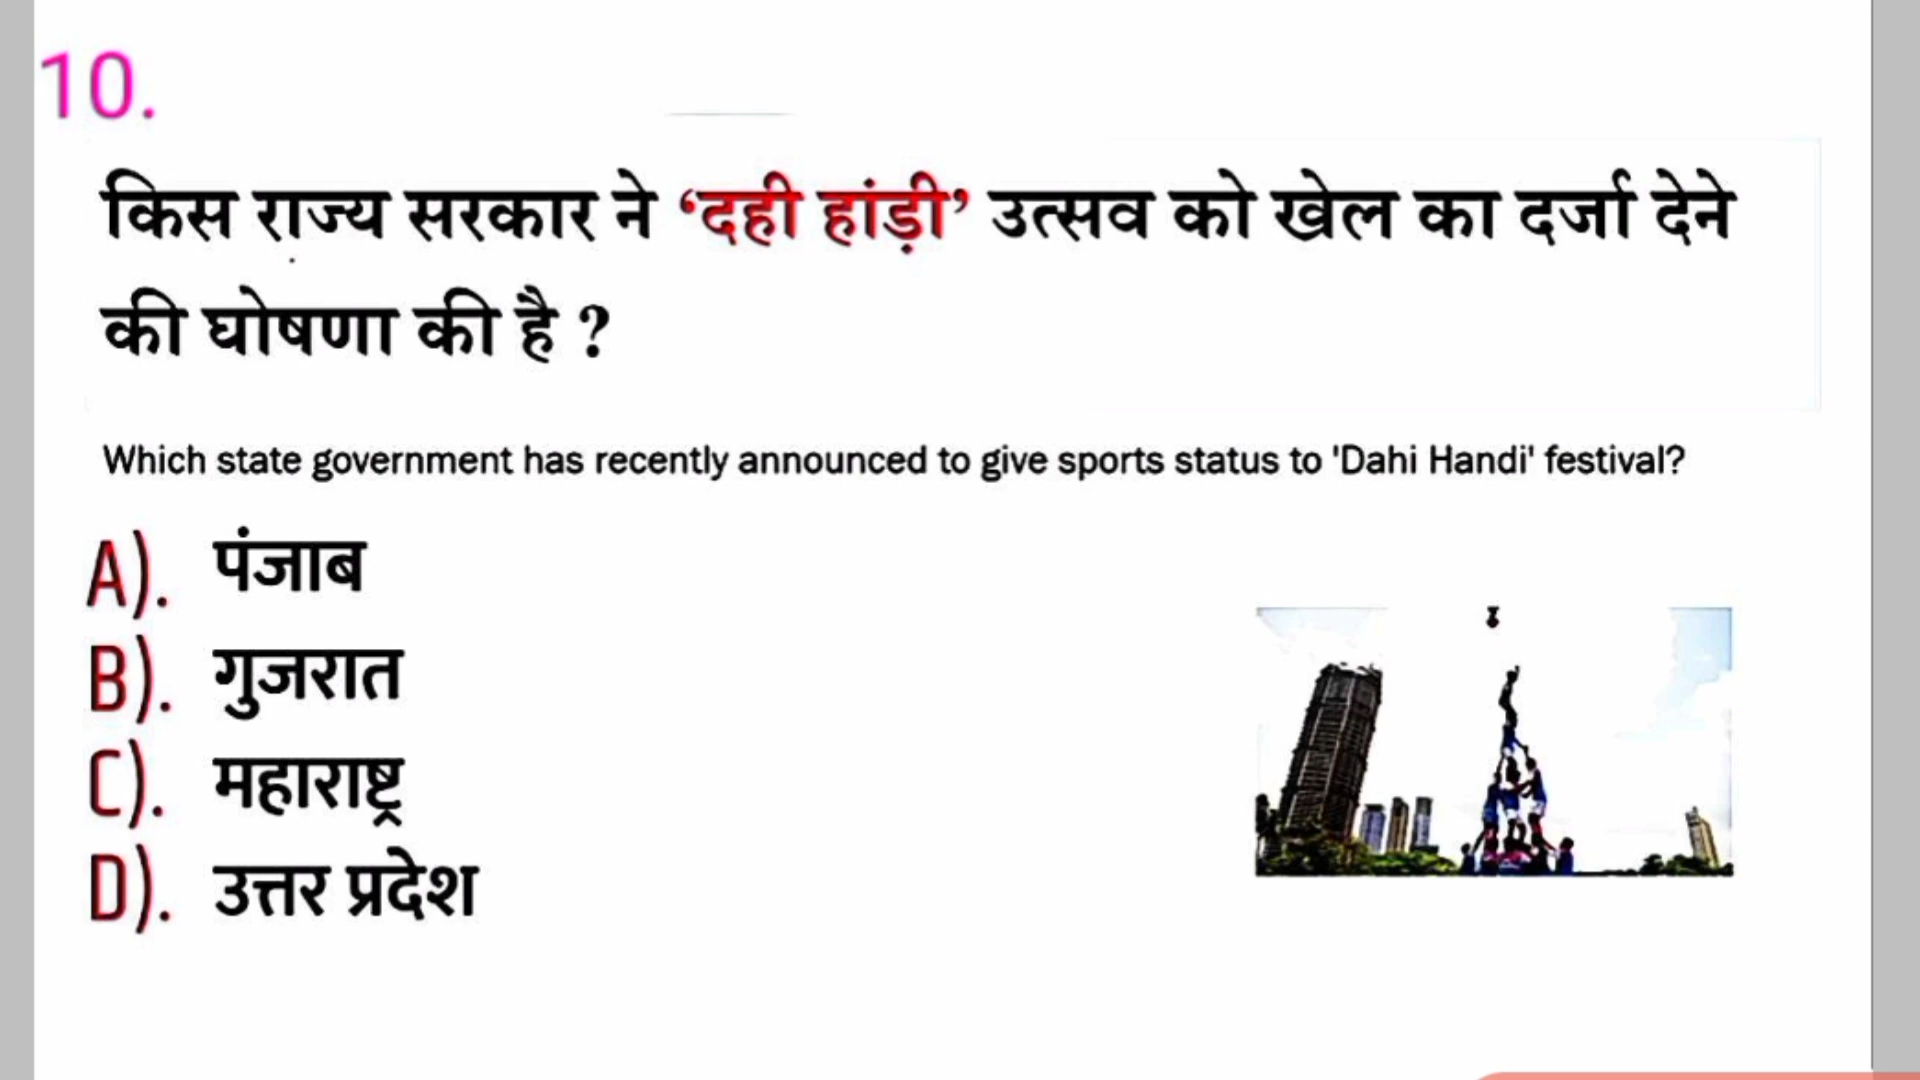 10.
किस राज्य सरकार ने ‘दही हांड़ी’ उत्सव को खेल का दर्जा देने
की घोषणा की है ?
Which state government has recently announced to give sports status to 'Dahi Handi' festival?
A). पंजाब
B). गुजरात
C). महाराष्ट्र
D). उत्तर प्रदेश